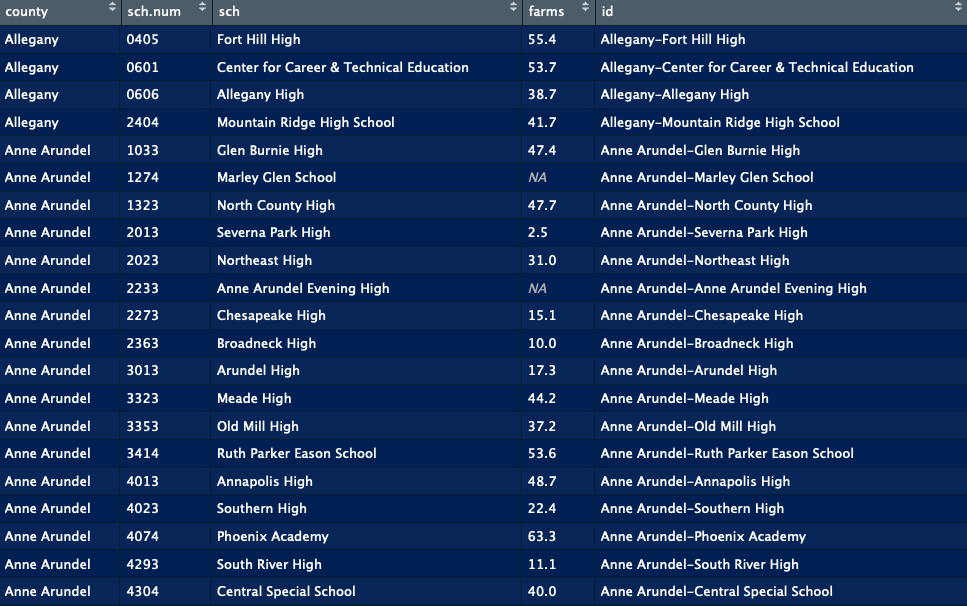 county sch.num sch farms id
Allegany 0405 Fort Hill High 55.4 Allegany-Fort Hill High
Allegany 0601 Center for Career & Technical Education 53.7 Allegany-Center for Career & Technical Education
Allegany 0606 Allegany High 38.7 Allegany-Allegany High
Allegany 2404 Mountain Ridge High School 41.7 Allegany-Mountain Ridge High School
Anne Arundel 1033 Glen Burnie High 47.4 Anne Arundel-Glen Burnie High
Anne Arundel 1274 Marley Glen School NA Anne Arundel-Marley Glen School
Anne Arundel 1323 North County High 47.7 Anne Arundel-North County High
Anne Arundel 2013 Severna Park High 2.5 Anne Arundel-Severna Park High
Anne Arundel 2023 Northeast High 31.0 Anne Arundel-Northeast High
Anne Arundel 2233 Anne Arundel Evening High NA Anne Arundel-Anne Arundel Evening High
Anne Arundel 2273 Chesapeake High 15.1 Anne Arundel-Chesapeake High
Anne Arundel 2363 Broadneck High 10.0 Anne Arundel-Broadneck High
Anne Arundel 3013 Arundel High 17.3 Anne Arundel-Arundel High
Anne Arundel 3323 Meade High 44.2 Anne Arundel-Meade High
Anne Arundel 3353 Old Mill High 37.2 Anne Arundel-Old Mill High
Anne Arundel 3414 Ruth Parker Eason School 53.6 Anne Arundel-Ruth Parker Eason School
Anne Arundel 4013 Annapolis High 48.7 Anne Arundel-Annapolis High
Anne Arundel 4023 Southern High 22.4 Anne Arundel-Southern High
Anne Arundel 4074 Phoenix Academy 63.3 Anne Arundel-Phoenix Academy
Anne Arundel 4293 South River High 11.1 Anne Arundel-South River High
Anne Arundel 4304 Central Special School 40.0 Anne Arundel-Central Special School